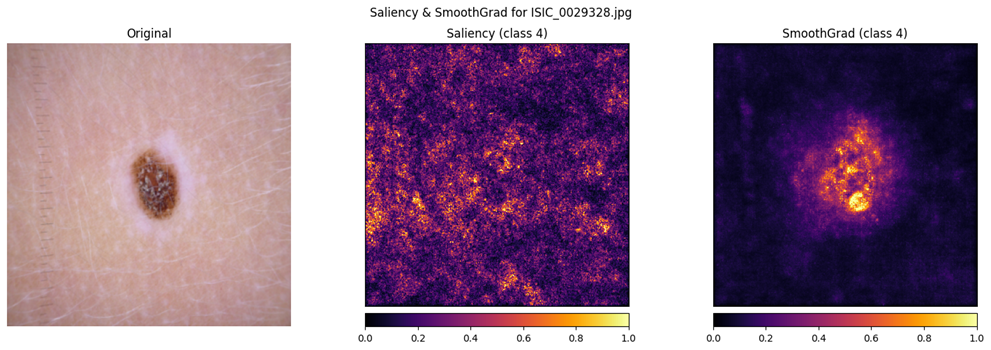 Saliency & SmoothGrad for ISIC_0029328.jpg
Original
Saliency (class 4)
SmoothGrad (class 4)
0.0 0.2 0.4 0.6 0.8 1.0
0.0 0.2 0.4 0.6 0.8 1.0